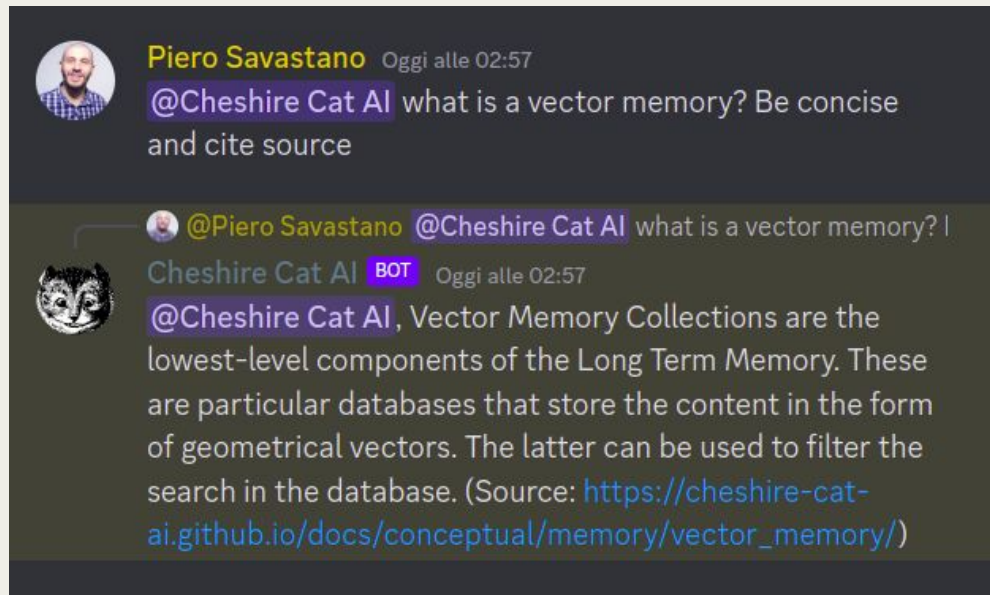 Piero Savastano Oggi alle 02:57
@Cheshire Cat AI what is a vector memory? Be concise
and cite source
@Piero Savastano @Cheshire Cat AI what is a vector memory?
Cheshire Cat AI BOT Oggi alle 02:57
@Cheshire Cat AI, Vector Memory Collections are the
lowest-level components of the Long Term Memory. These
are particular databases that store the content in the form
of geometrical vectors. The latter can be used to filter the
search in the database. (Source: https://cheshire-cat-
ai.github.io/docs/conceptual/memory/vector_memory/)